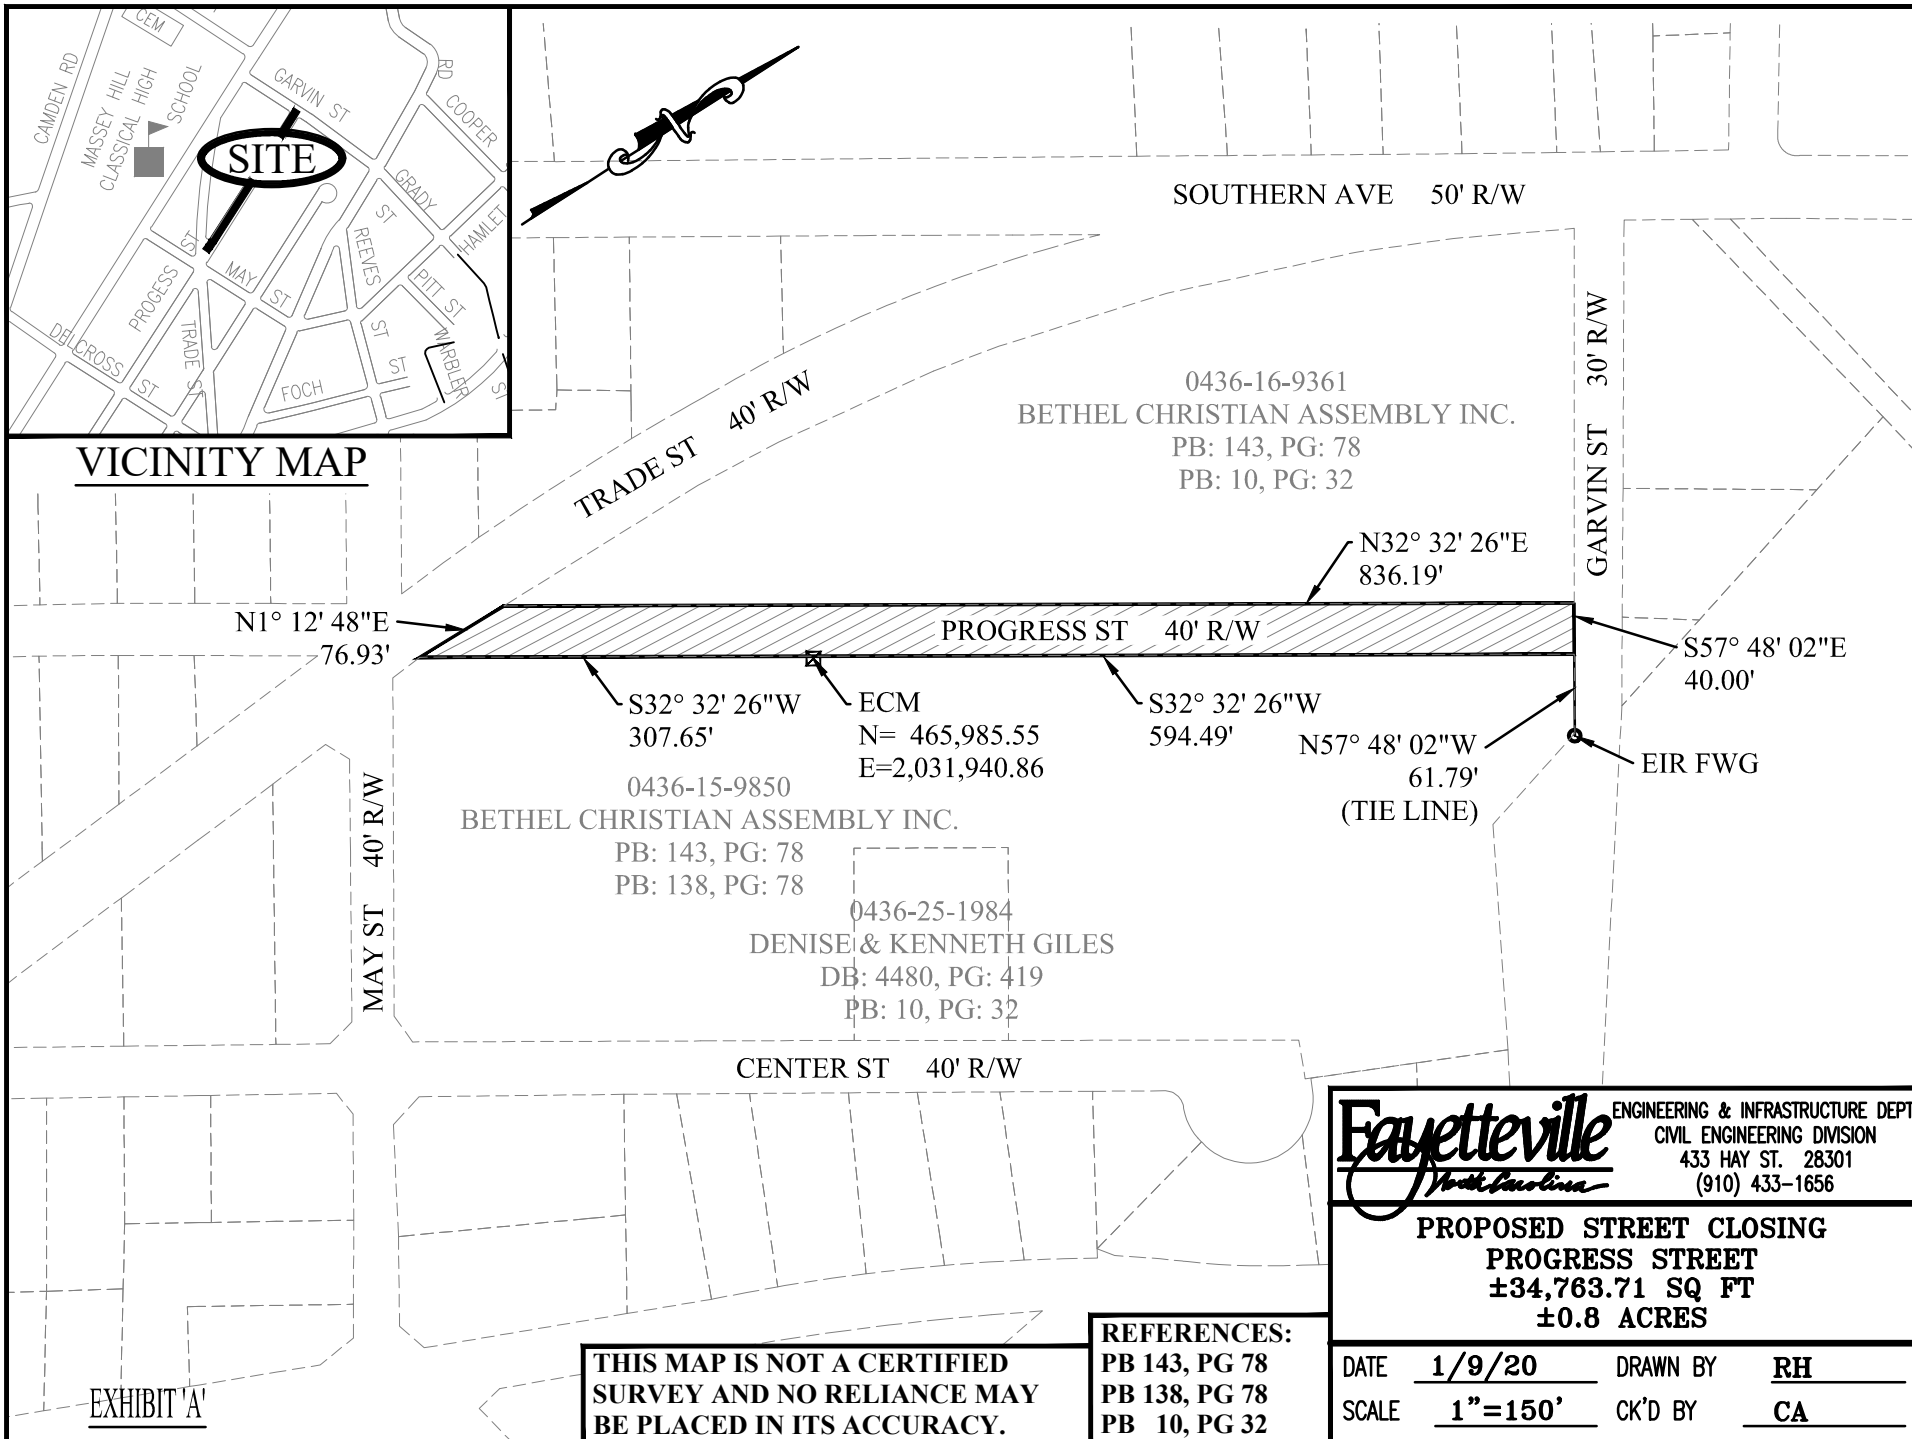 CEM
CAMDEN RD
MASSEY HILL
CLASSICAL HIGH
SCHOOL
GARVIN ST
RD
COOPER
SITE
GRADY
ST
REEVES
ST
HAMLET
PITT ST
WARBLER
ST
ST
PROGESS
ST
MAY ST
TRADE ST
DELCROSS ST
FOCH
ST
VICINITY MAP
N
SOUTHERN AVE 50' R/W
TRADE ST 40' R/W
GARVIN ST 30' R/W
0436-16-9361
BETHEL CHRISTIAN ASSEMBLY INC.
PB: 143, PG: 78
PB: 10, PG: 32
N32° 32' 26"E
836.19'
N1° 12' 48"E
76.93'
PROGRESS ST 40' R/W
S57° 48' 02"E
40.00'
S32° 32' 26"W
307.65'
ECM
N= 465,985.55
E=2,031,940.86
S32° 32' 26"W
594.49'
N57° 48' 02"W
61.79'
(TIE LINE)
EIR FWG
MAY ST 40' R/W
0436-15-9850
BETHEL CHRISTIAN ASSEMBLY INC.
PB: 143, PG: 78
PB: 138, PG: 78
0436-25-1984
DENISE & KENNETH GILES
DB: 4480, PG: 419
PB: 10, PG: 32
CENTER ST 40' R/W
Fayetteville
North Carolina
ENGINEERING & INFRASTRUCTURE DEPT
CIVIL ENGINEERING DIVISION
433 HAY ST. 28301
(910) 433-1656
PROPOSED STREET CLOSING
PROGRESS STREET
±34,763.71 SQ FT
±0.8 ACRES
DATE 1/9/20 DRAWN BY RH
SCALE 1"=150' CK'D BY CA
REFERENCES:
PB 143, PG 78
PB 138, PG 78
PB 10, PG 32
THIS MAP IS NOT A CERTIFIED
SURVEY AND NO RELIANCE MAY
BE PLACED IN ITS ACCURACY.
EXHIBIT 'A'